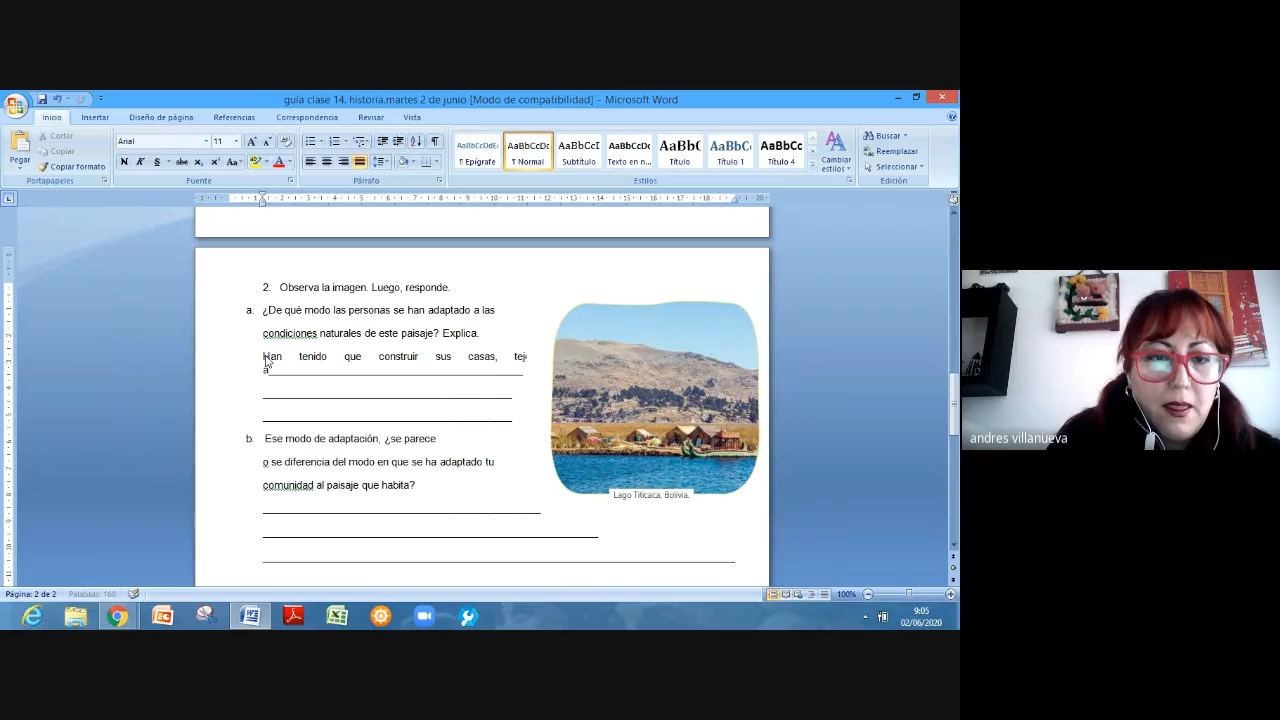 guía clase 14. historia.martes 2 de junio [Modo de compatibilidad] - Microsoft Word
Inicio Insertar Diseño de página Referencias Correspondencia Revisar Vista
Pegar
Cortar
Copiar
Copiar formato
Portapapeles
Arial 11
Fuente
Párrafo
AaBbCcDdEe AaBbCcDc AaBbCcI AaBbCcDc AaBb( AaBbCc AaBbCc
¶ Epígrafe ¶ Normal Subtítulo Texto en n... Título Título 1 Título 4
Cambiar estilos
Estilos
Buscar
Reemplazar
Seleccionar
Edición
2. Observa la imagen. Luego, responde.
a. ¿De qué modo las personas se han adaptado a las
condiciones naturales de este paisaje? Explica.
Han tenido que construir sus casas, tej
a
b. Ese modo de adaptación, ¿se parece
o se diferencia del modo en que se ha adaptado tu
comunidad al paisaje que habita?
Lago Titicaca, Bolivia.
andres villanueva
Página: 2 de 2 Palabras: 168
100%
9:05
02/06/2020